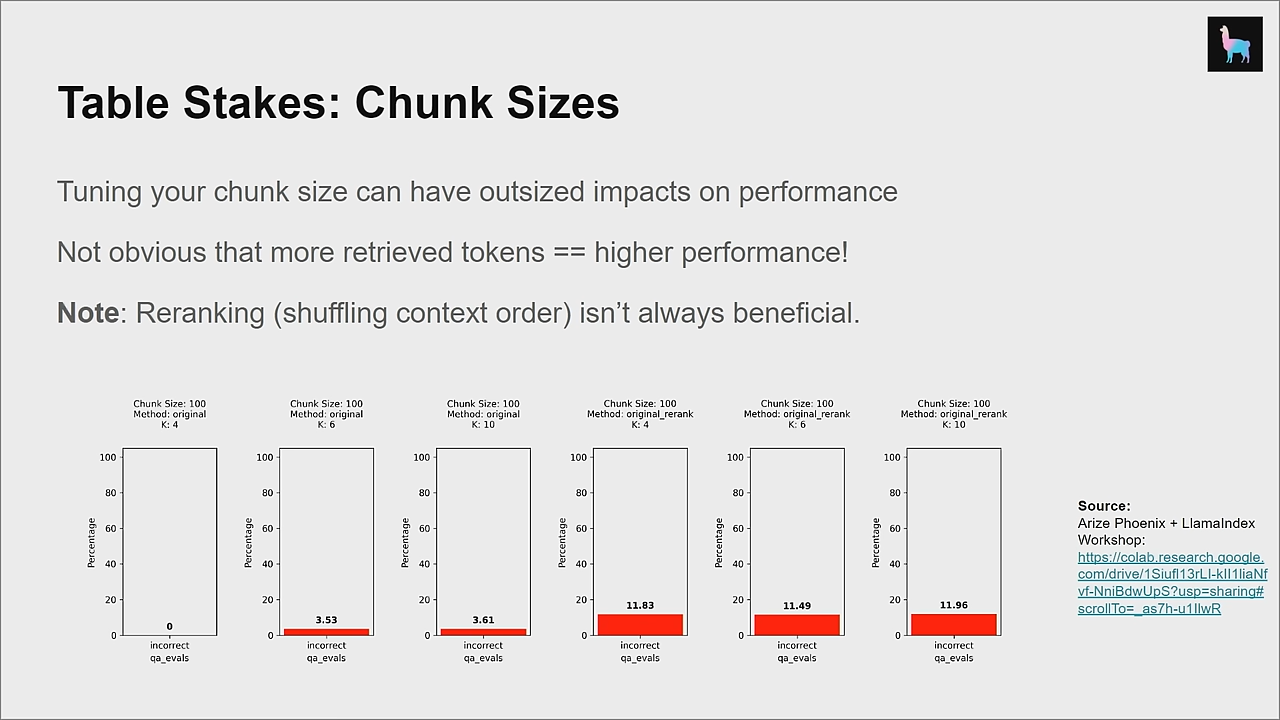 Table Stakes: Chunk Sizes
Tuning your chunk size can have outsized impacts on performance
Not obvious that more retrieved tokens == higher performance!
Note: Reranking (shuffling context order) isn’t always beneficial.
Chunk Size: 100
Method: original
K: 4
100
80
60
40
20
0
Percentage
0
incorrect
qa_evals
Chunk Size: 100
Method: original
K: 6
100
80
60
40
20
0
Percentage
3.53
incorrect
qa_evals
Chunk Size: 100
Method: original
K: 10
100
80
60
40
20
0
Percentage
3.61
incorrect
qa_evals
Chunk Size: 100
Method: original_rerank
K: 4
100
80
60
40
20
0
Percentage
11.83
incorrect
qa_evals
Chunk Size: 100
Method: original_rerank
K: 6
100
80
60
40
20
0
Percentage
11.49
incorrect
qa_evals
Chunk Size: 100
Method: original_rerank
K: 10
100
80
60
40
20
0
Percentage
11.96
incorrect
qa_evals
Source:
Arize Phoenix + LlamaIndex
Workshop:
https://colab.research.google.
com/drive/1Siufl13rLI-kII1liaNf
vf-NniBdwUpS?usp=sharing#
scrollTo=_as7h-u1IlwR